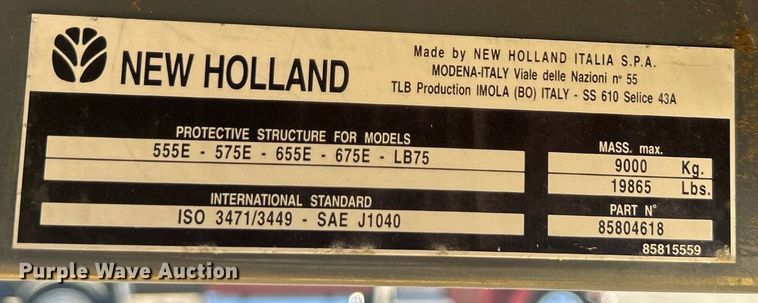 NEW HOLLAND
Made by NEW HOLLAND ITALIA S.P.A.
MODENA-ITALY Viale delle Nazioni n° 55
TLB Production IMOLA (BO) ITALY - SS 610 Selice 43A
PROTECTIVE STRUCTURE FOR MODELS
555E - 575E - 655E - 675E - LB75
MASS. max.
9000 Kg.
19865 Lbs.
INTERNATIONAL STANDARD
ISO 3471/3449 - SAE J1040
PART N°
85804618
85815559
Purple Wave Auction